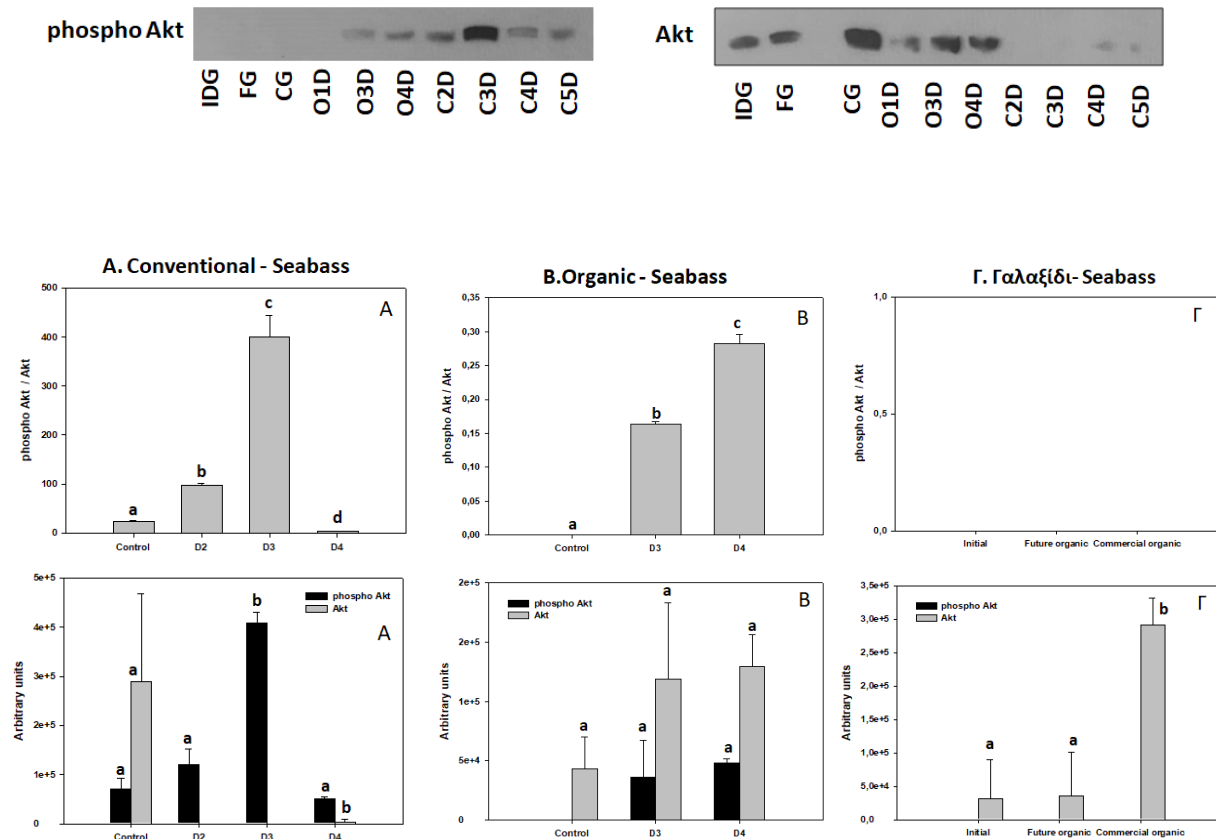 phospho Akt
IDG
FG
CG
O1D
O3D
O4D
C2D
C3D
C4D
C5D
Akt
IDG
FG
CG
O1D
O3D
O4D
C2D
C3D
C4D
C5D
A. Conventional - Seabass
500
400
300
200
100
0
phospho Akt / Akt
A
a
b
c
d
Control D2 D3 D4
B.Organic - Seabass
0,35
0,30
0,25
0,20
0,15
0,10
0,05
0,00
phospho Akt / Akt
B
a
b
c
Control D3 D4
Γ. Γαλαξίδι- Seabass
1,0
0,5
0,0
phospho Akt / Akt
Γ
Initial Future organic Commercial organic
5e+5
4e+5
3e+5
2e+5
1e+5
0
Arbitrary units
phospho Akt
Akt
A
a a a b a b
Control D2 D3 D4
2e+5
2e+5
1e+5
5e+4
0
Arbitrary units
phospho Akt
Akt
B
a a a a a
Control D3 D4
3,5e+5
3,0e+5
2,5e+5
2,0e+5
1,5e+5
1,0e+5
5,0e+4
0,0
Arbitrary units
phospho Akt
Akt
Γ
a a b
Initial Future organic Commercial organic